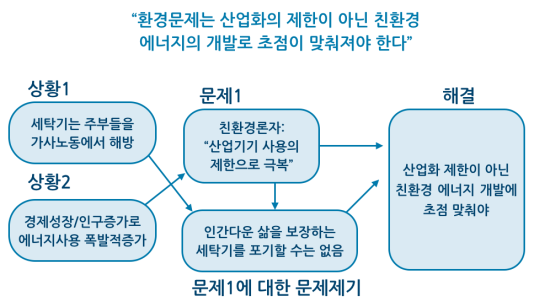 “환경문제는 산업화의 제한이 아닌 친환경
에너지의 개발로 초점이 맞춰져야 한다”
상황1
세탁기는 주부들을
가사노동에서 해방
상황2
경제성장/인구증가로
에너지사용 폭발적증가
문제1
친환경론자:
“산업기기 사용의
제한으로 극복”
인간다운 삶을 보장하는
세탁기를 포기할 수는 없음
문제1에 대한 문제제기
해결
산업화 제한이 아닌
친환경 에너지 개발에
초점 맞춰야